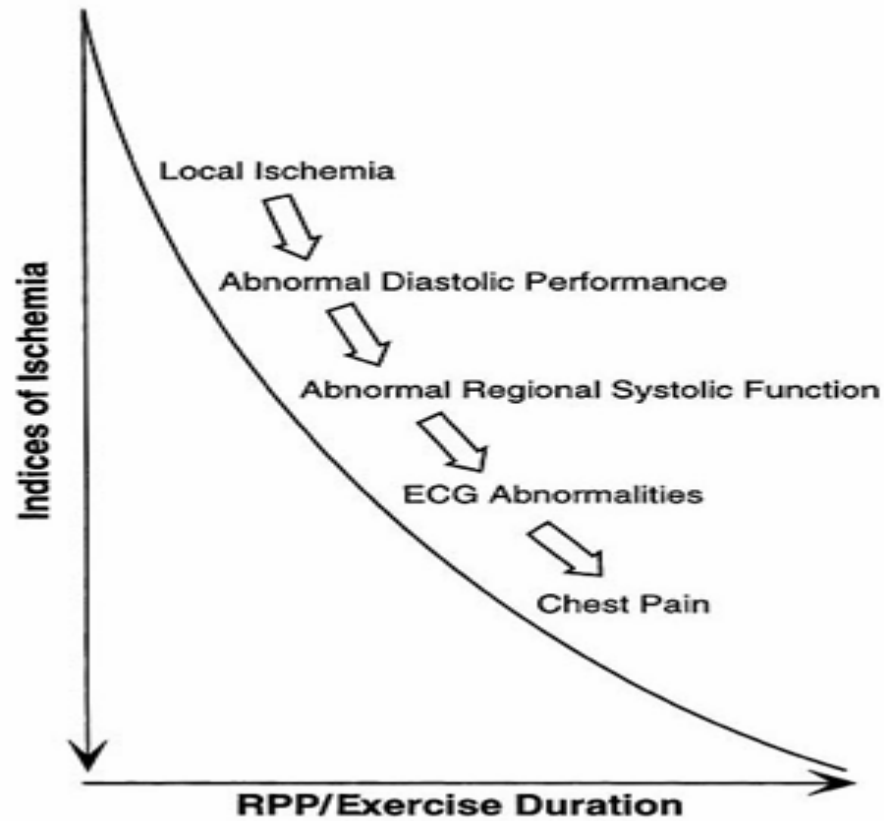 Local Ischemia
Abnormal Diastolic Performance
Abnormal Regional Systolic Function
ECG Abnormalities
Chest Pain
Indices of Ischemia
RPP/Exercise Duration